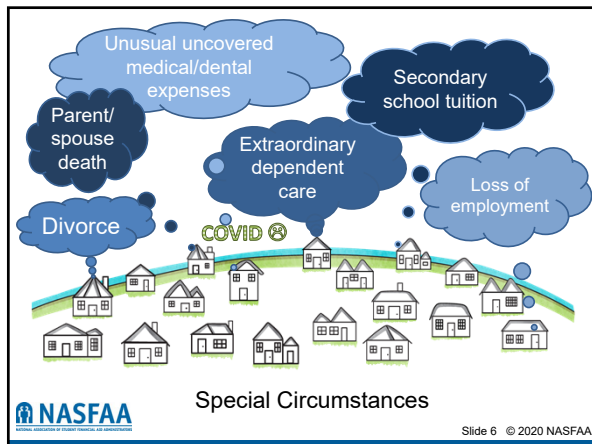 Unusual uncovered
medical/dental
expenses
Secondary
school tuition
Parent/
spouse
death
Extraordinary
dependent
care
Loss of
employment
Divorce
COVID
Special Circumstances
NASFAA
NATIONAL ASSOCIATION OF STUDENT FINANCIAL AID ADMINISTRATORS
Slide 6 © 2020 NASFAA